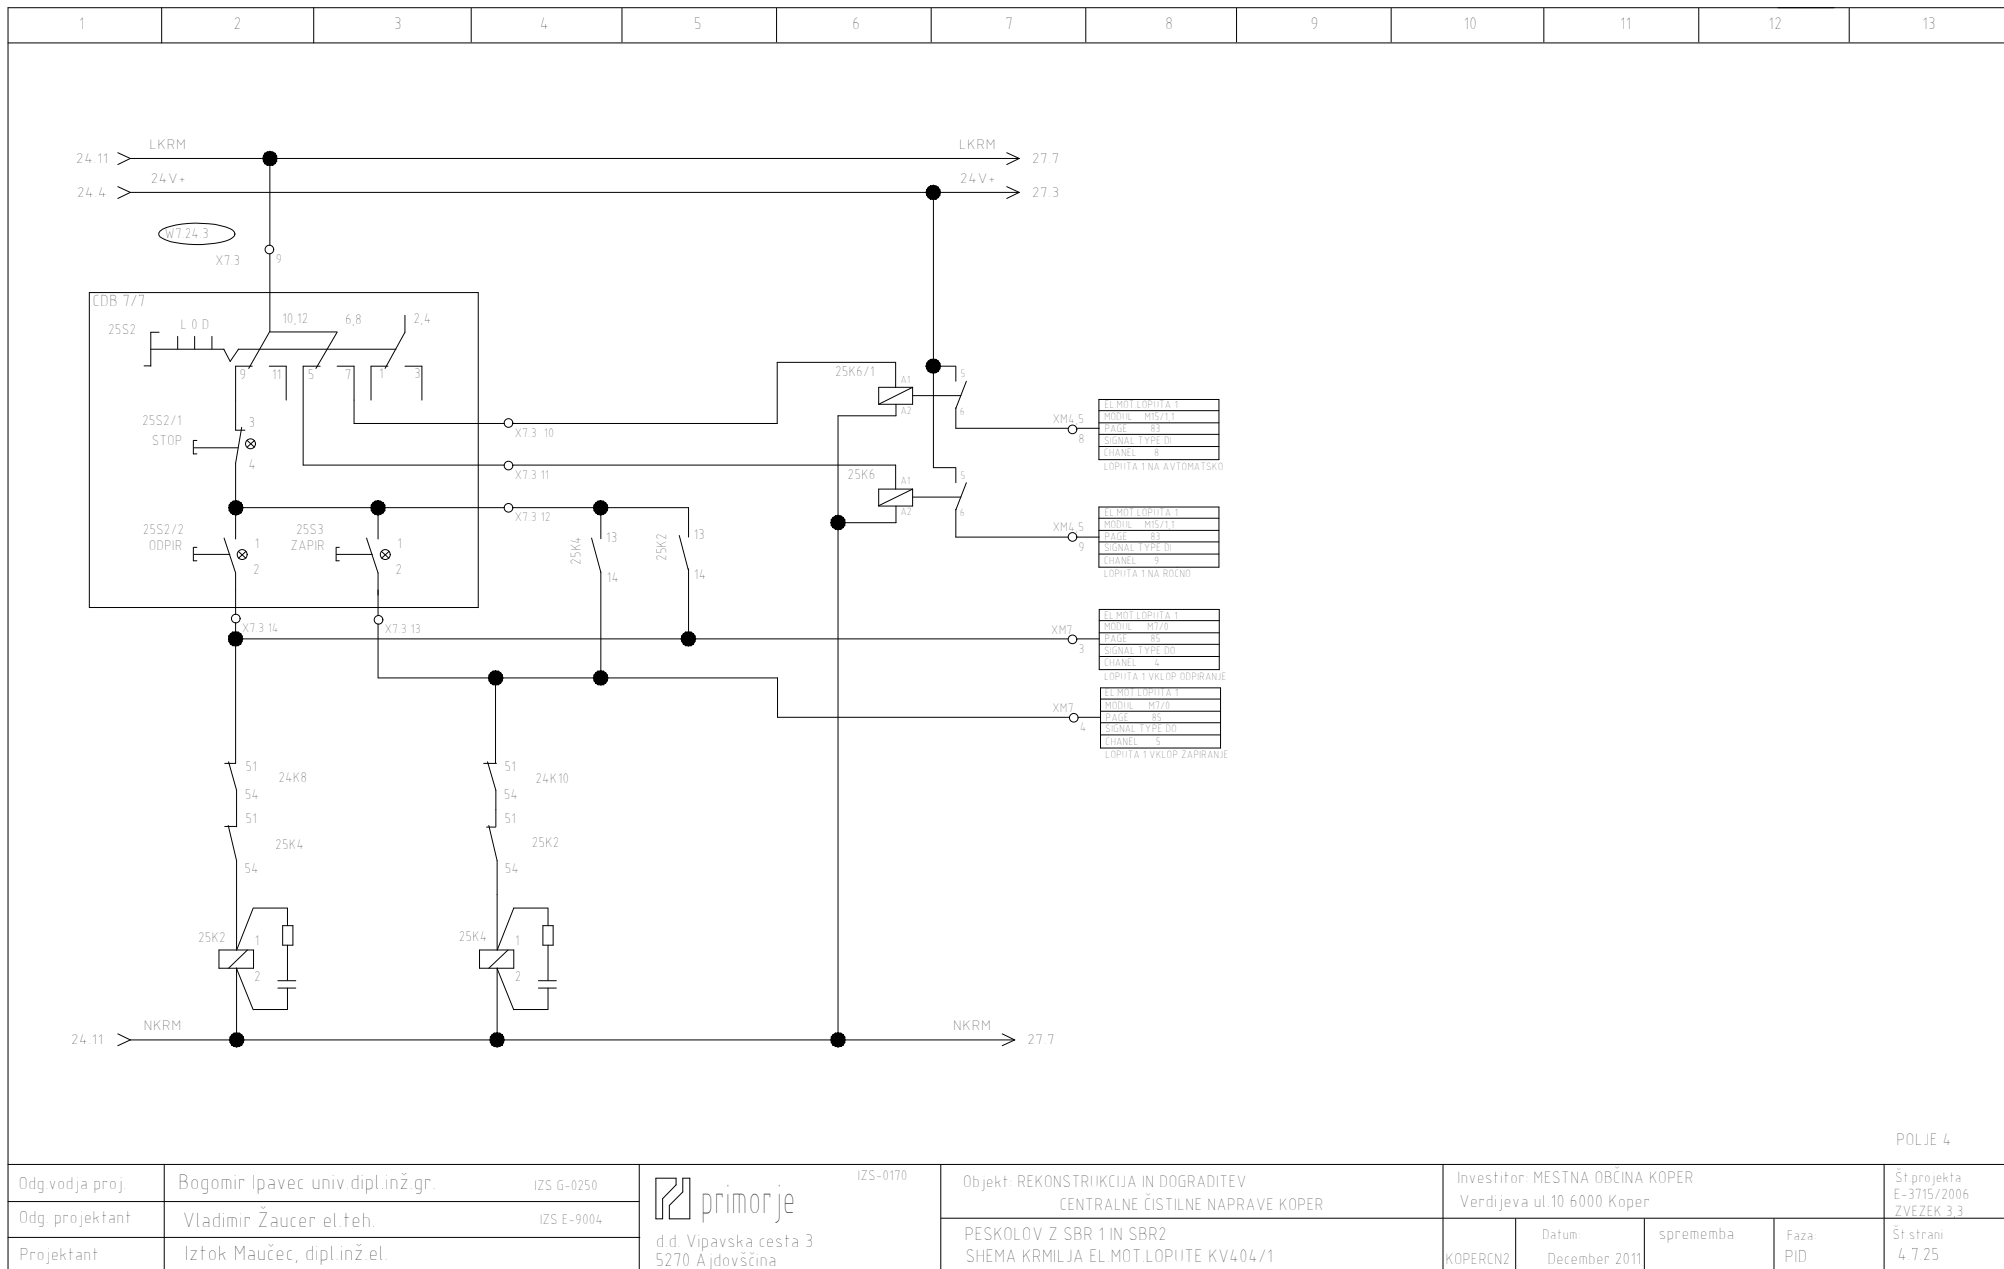 1 2 3 4 5 6 7 8 9 10 11 12 13
LKRM LKRM
24.11 27.7
24V+ 24V+
24.4 27.3
W7.24.3
X7.3 9
CDB 7/7
25S2 L 0 D 10,12 6,8 2,4
9 11 5 7 1 3
25K6/1 A1 5
A2 6
25S2/1 3
STOP
4
X7.3 10
XM4.5
8
EL.MOT.LOPUTA 1
MODUL M15/1,1
PAGE 83
SIGNAL TYPE DI
CHANEL 8
LOPUTA 1 NA AVTOMATSKO
X7.3 11
25K6 A1 5
A2 6
X7.3 12
25S2/2 1
ODPIR
2
25S3 1
ZAPIR
2
25K4 13
14
25K2 13
14
XM4.5
9
EL.MOT.LOPUTA 1
MODUL M15/1,1
PAGE 83
SIGNAL TYPE DI
CHANEL 9
LOPUTA 1 NA ROČNO
X7.3 14 X7.3 13
XM7
3
EL.MOT.LOPUTA 1
MODUL M7/0
PAGE 85
SIGNAL TYPE DO
CHANEL 4
LOPUTA 1 VKLOP ODPIRANJE
XM7
4
EL.MOT.LOPUTA 1
MODUL M7/0
PAGE 85
SIGNAL TYPE DO
CHANEL 5
LOPUTA 1 VKLOP ZAPIRANJE
51 24K8 51 24K10
54 54
51 51
25K4 25K2
54 54
25K2 1 25K4 1
2 2
NKRM NKRM
24.11 27.7
POLJE 4
Odg.vodja proj. Bogomir Ipavec univ.dipl.inž.gr. IZS G-0250
Odg. projektant Vladimir Žaucer el.teh. IZS E-9004
Projektant Iztok Maučec, dipl.inž.el.
IZS-0170
primorje
d.d. Vipavska cesta 3
5270 Ajdovščina
Objekt: REKONSTRUKCIJA IN DOGRADITEV
CENTRALNE ČISTILNE NAPRAVE KOPER
PESKOLOV Z SBR 1 IN SBR2
SHEMA KRMILJA EL.MOT.LOPUTE KV404/1
Investitor: MESTNA OBČINA KOPER
Verdijeva ul.10 6000 Koper
KOPERCN2
Datum:
December 2011
sprememba
Faza:
PID
Št.projekta
E-3715/2006
ZVEZEK 3,3
Št.strani
4.7.25